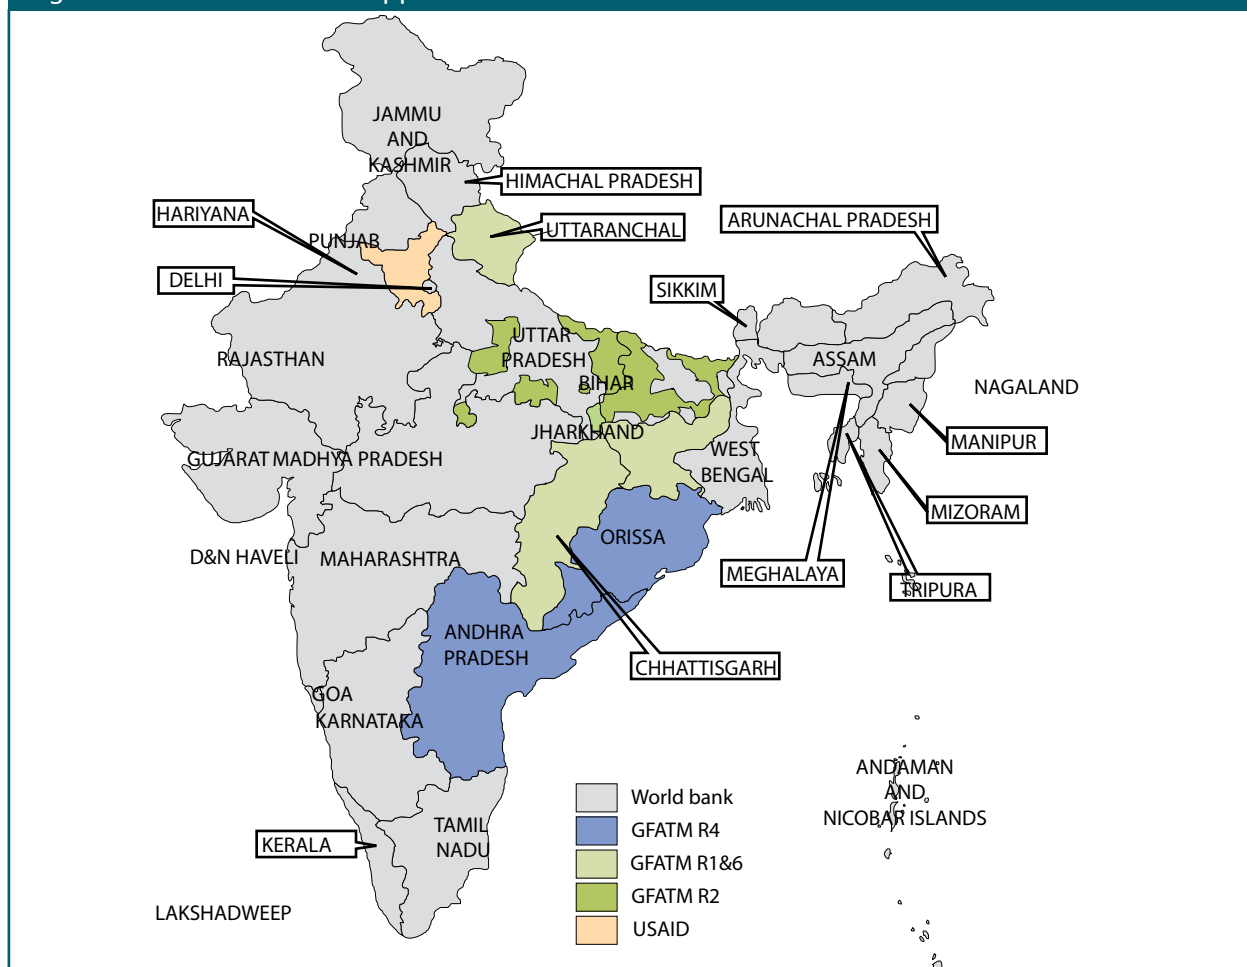 JAMMU
AND
KASHMIR
HIMACHAL PRADESH
HARIYANA
UTTARANCHAL
ARUNACHAL PRADESH
PUNJAB
DELHI
SIKKIM
RAJASTHAN
UTTAR
PRADESH
ASSAM
BIHAR
NAGALAND
JHARKHAND
MANIPUR
GUJARAT
MADHYA PRADESH
WEST
BENGAL
MIZORAM
ORISSA
D&N HAVELI
MAHARASHTRA
MEGHALAYA
TRIPURA
ANDHRA
PRADESH
CHHATTISGARH
GOA
KARNATAKA
ANDAMAN
AND
NICOBAR ISLANDS
World bank
GFATM R4
GFATM R1&6
GFATM R2
USAID
TAMIL
NADU
KERALA
LAKSHADWEEP